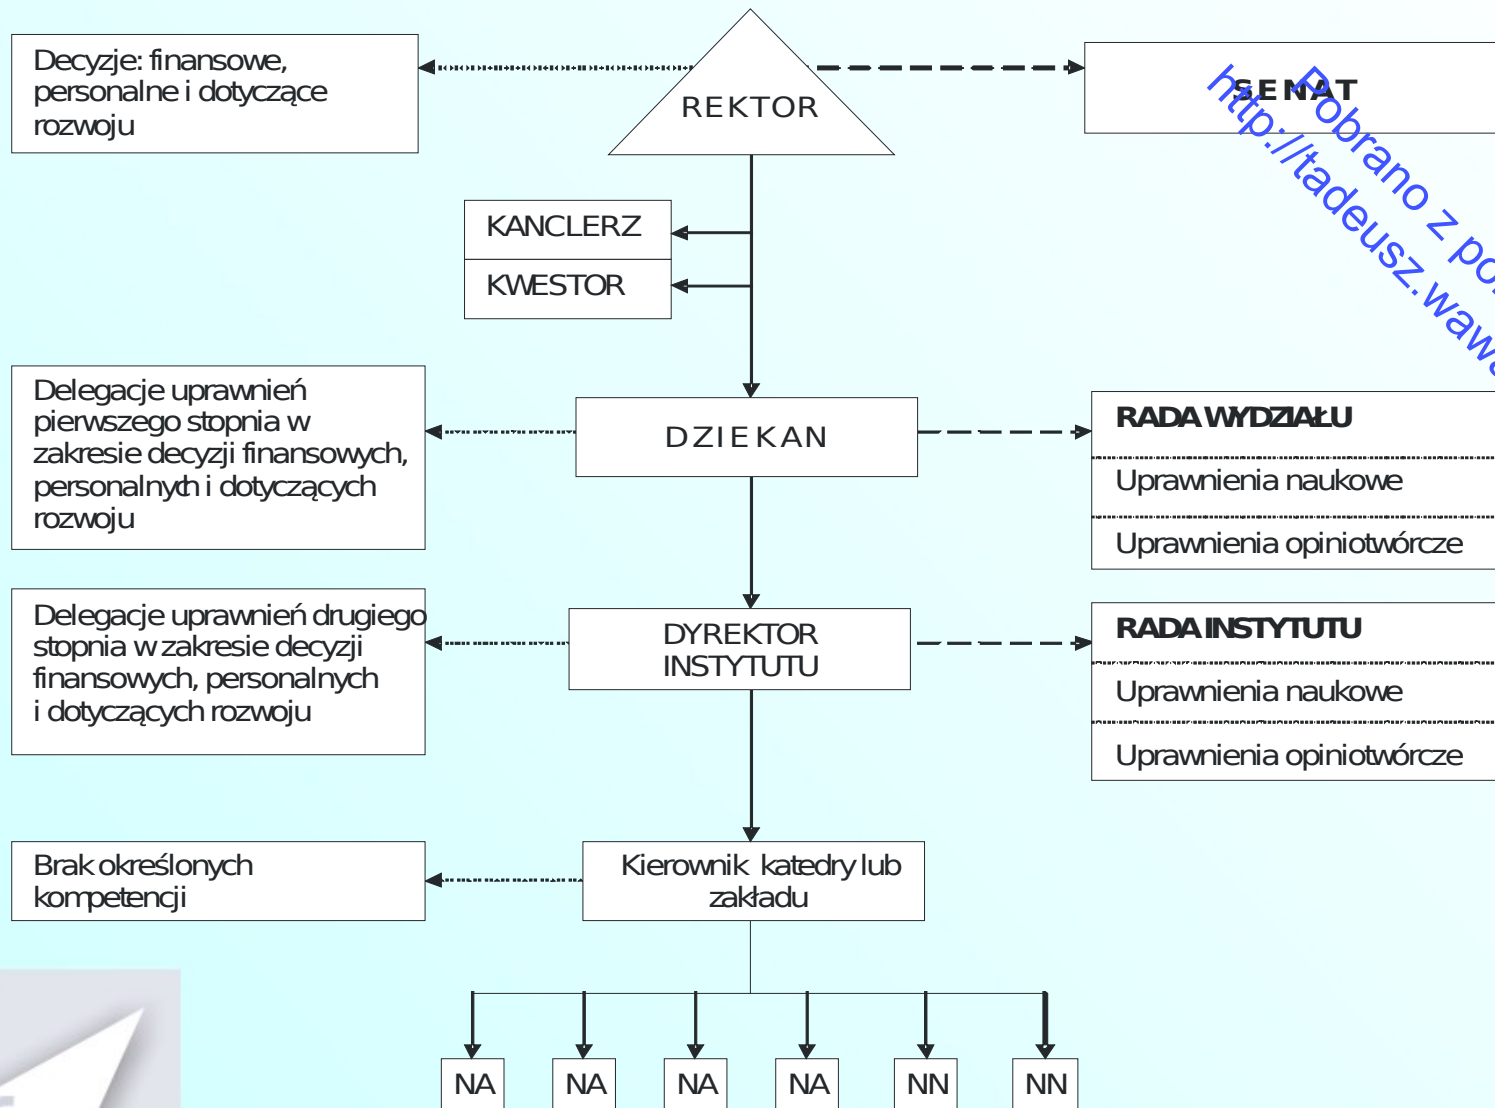 Decyzje: finansowe,
personalne i dotyczące
rozwoju
REKTOR
SENAT
Pobrano z
http://tadeusz.
KANCLERZ
KWESTOR
Delegacje uprawnień
pierwszego stopnia w
zakresie decyzji finansowych,
personalnych i dotyczących
rozwoju
DZIEKAN
RADA WYDZIAŁU
Uprawnienia naukowe
Uprawnienia opiniotwórcze
Delegacje uprawnień drugiego
stopnia w zakresie decyzji
finansowych, personalnych
i dotyczących rozwoju
DYREKTOR
INSTYTUTU
RADA INSTYTUTU
Uprawnienia naukowe
Uprawnienia opiniotwórcze
Brak określonych
kompetencji
Kierownik katedry lub
zakładu
NA
NA
NA
NA
NN
NN